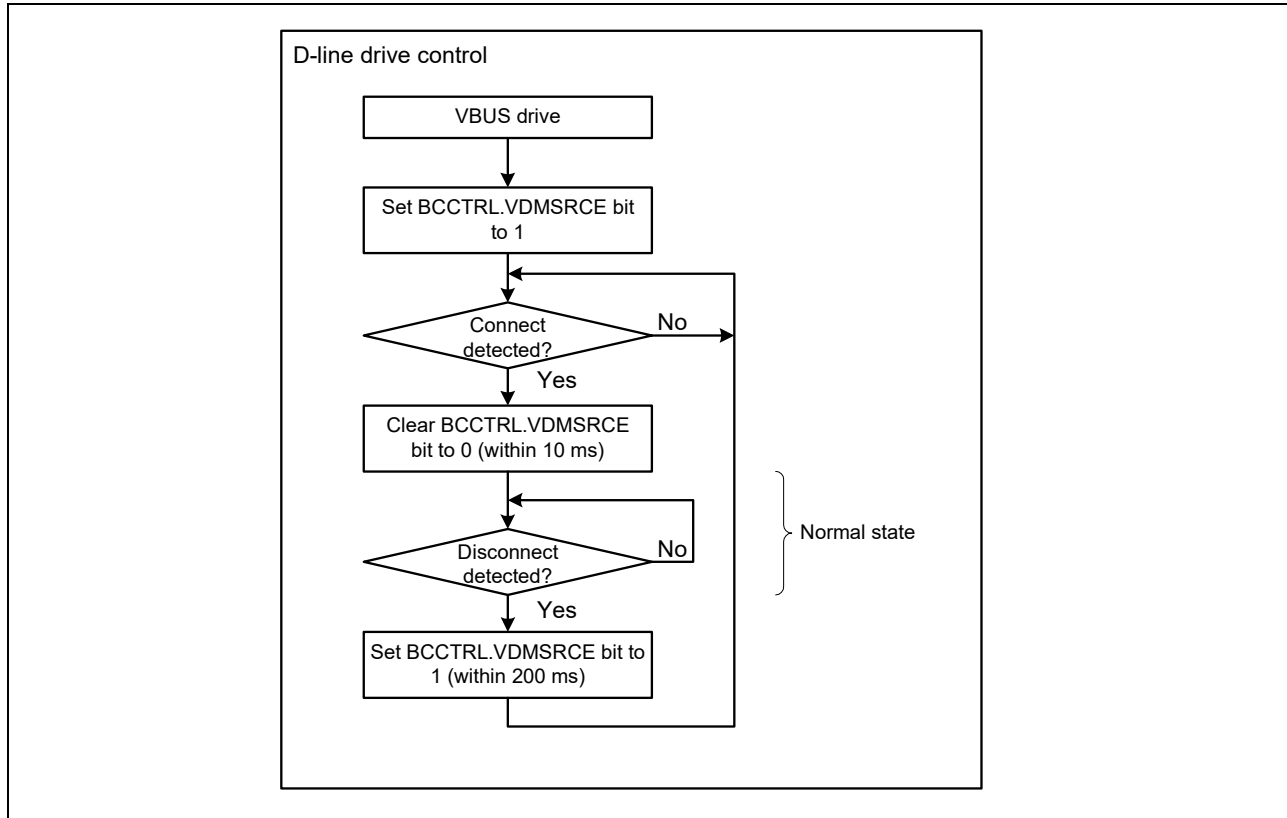 D-line drive control
VBUS drive
Set BCCTRL.VDMSRCE bit
to 1
Connect
detected?
No
Yes
Clear BCCTRL.VDMSRCE
bit to 0 (within 10 ms)
Normal state
Disconnect
detected?
No
Yes
Set BCCTRL.VDMSRCE bit to
1 (within 200 ms)